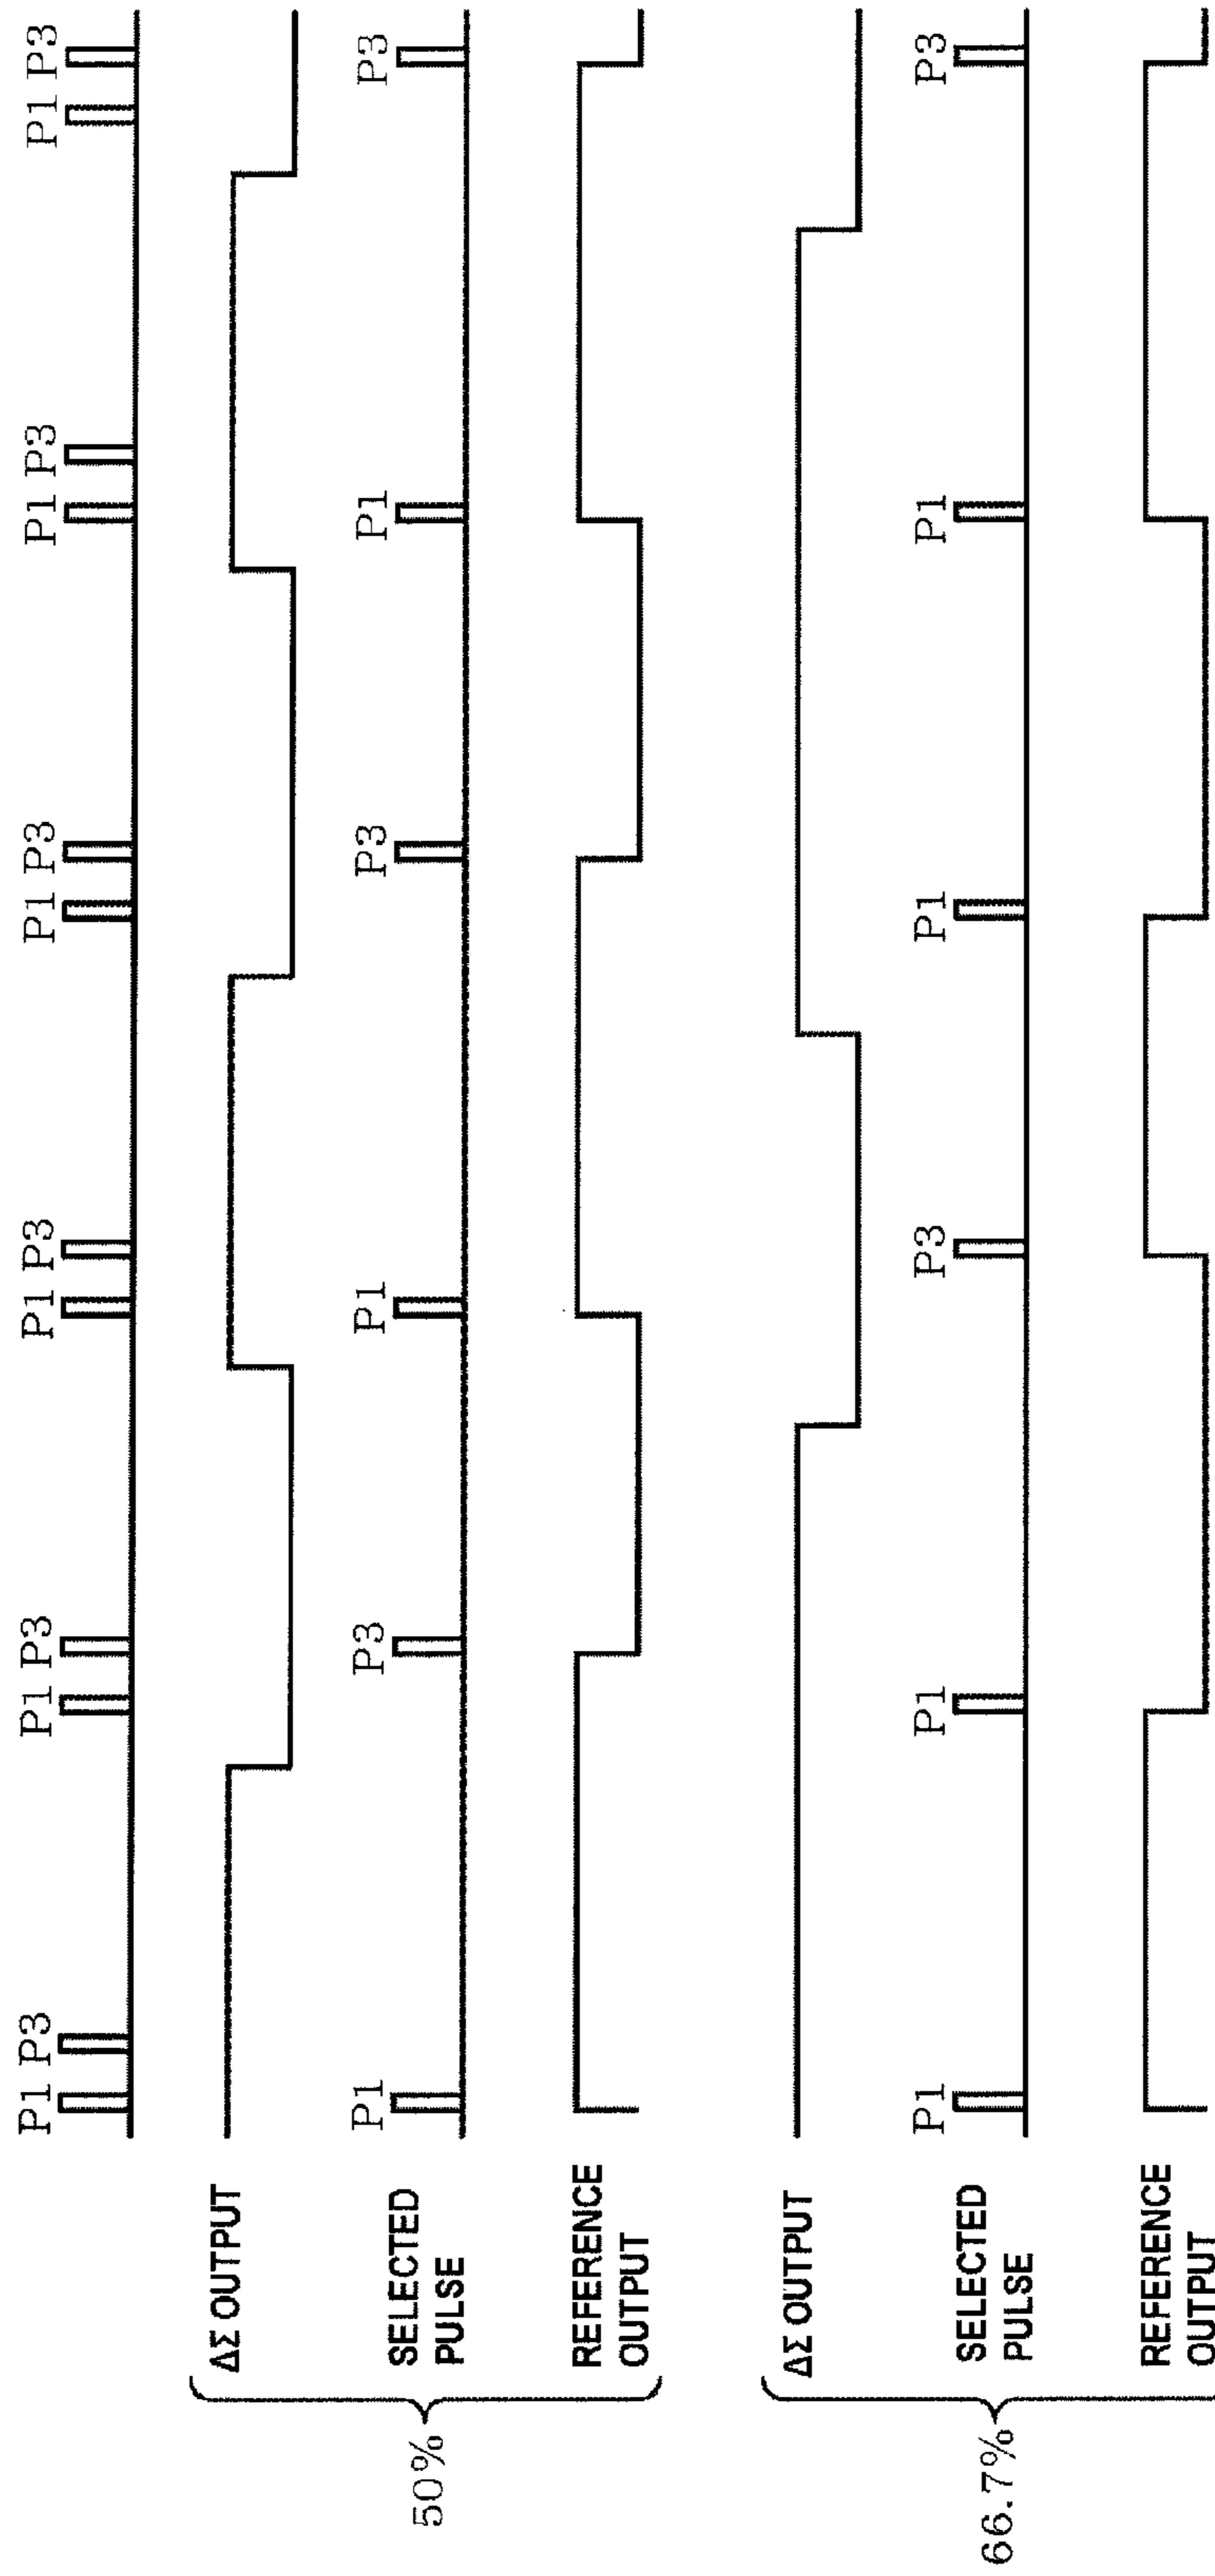 P1 P3 P1 P3 P1 P3 P1 P3 P1 P3 P1 P3
50%
ΔΣ OUTPUT
SELECTED
PULSE
P1 P3 P1 P3 P1 P3
REFERENCE
OUTPUT
66.7%
ΔΣ OUTPUT
SELECTED
PULSE
P1 P1 P3 P1 P1 P3
REFERENCE
OUTPUT